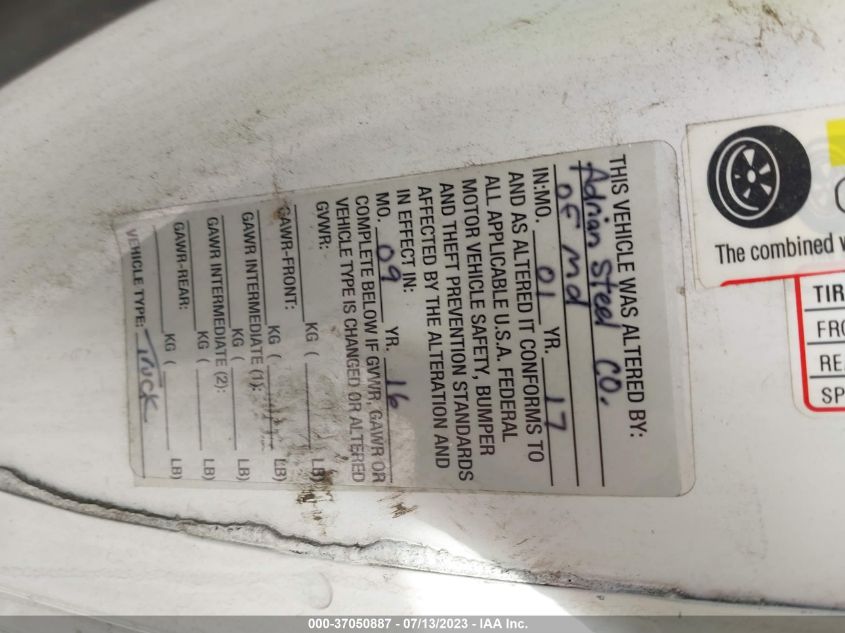 THIS VEHICLE WAS ALTERED BY:
Adrian Steel CO.
OF Md
IN:MO. 01 YR. 17
AND AS ALTERED IT CONFORMS TO
ALL APPLICABLE U.S.A. FEDERAL
MOTOR VEHICLE SAFETY, BUMPER
AND THEFT PREVENTION STANDARDS
AFFECTED BY THE ALTERATION AND
IN EFFECT IN:
MO. 09 YR. 16
COMPLETE BELOW IF GVWR, GAWR OR
VEHICLE TYPE IS CHANGED OR ALTERED
GVWR:
KG ( LB)
GAWR-FRONT:
KG ( LB)
GAWR INTERMEDIATE (1):
KG ( LB)
GAWR INTERMEDIATE (2):
KG ( LB)
GAWR-REAR:
KG ( LB)
VEHICLE TYPE: Truck
The combined
TIR
FRO
REA
SP
000-37050887 - 07/13/2023 - IAA Inc.